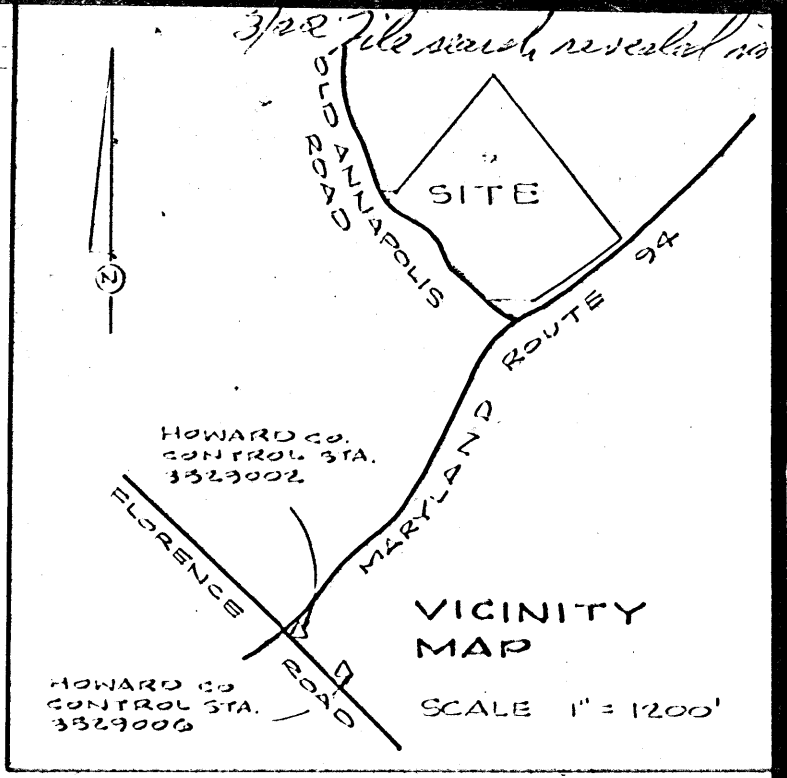 3/22 File search revealed no
OLD ANNAPOLIS
ROAD
SITE
MARYLAND ROUTE 94
N
HOWARD CO.
CONTROL STA.
3529002
FLORENCE ROAD
VICINITY
MAP
SCALE 1" = 1200'
HOWARD CO
CONTROL STA.
3529006